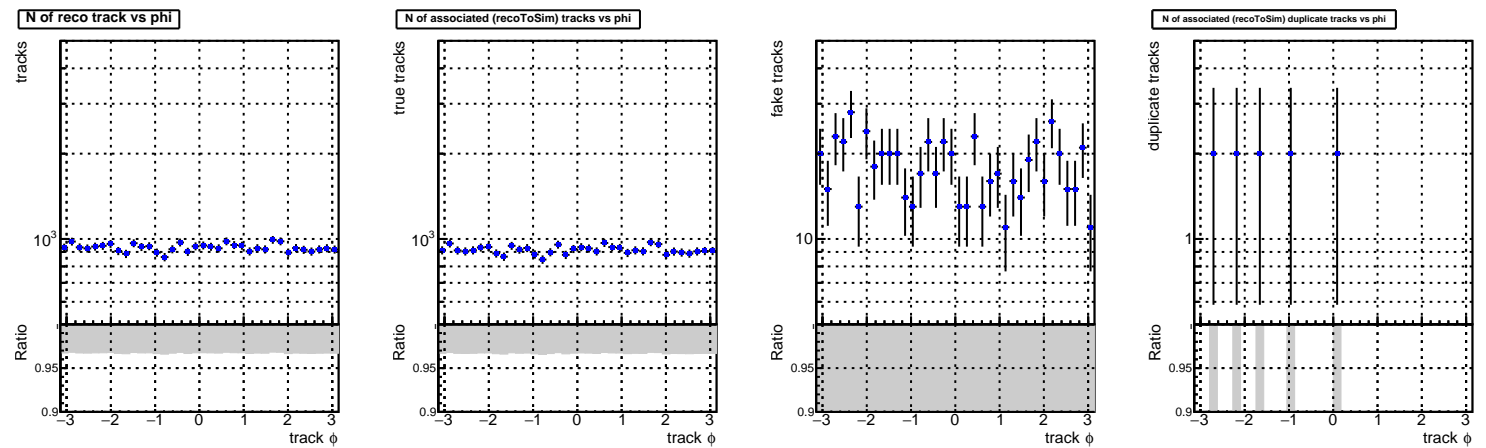 N of reco track vs phi
tracks
10³
Ratio
0.95
0.9
−3 −2 −1 0 1 2 3
track ϕ
N of associated (recoToSim) tracks vs phi
true tracks
10³
Ratio
0.95
0.9
−3 −2 −1 0 1 2 3
track ϕ
fake tracks
10
Ratio
0.95
0.9
−3 −2 −1 0 1 2 3
track ϕ
N of associated (recoToSim) duplicate tracks vs phi
duplicate tracks
1
Ratio
0.95
0.9
−3 −2 −1 0 1 2 3
track ϕ